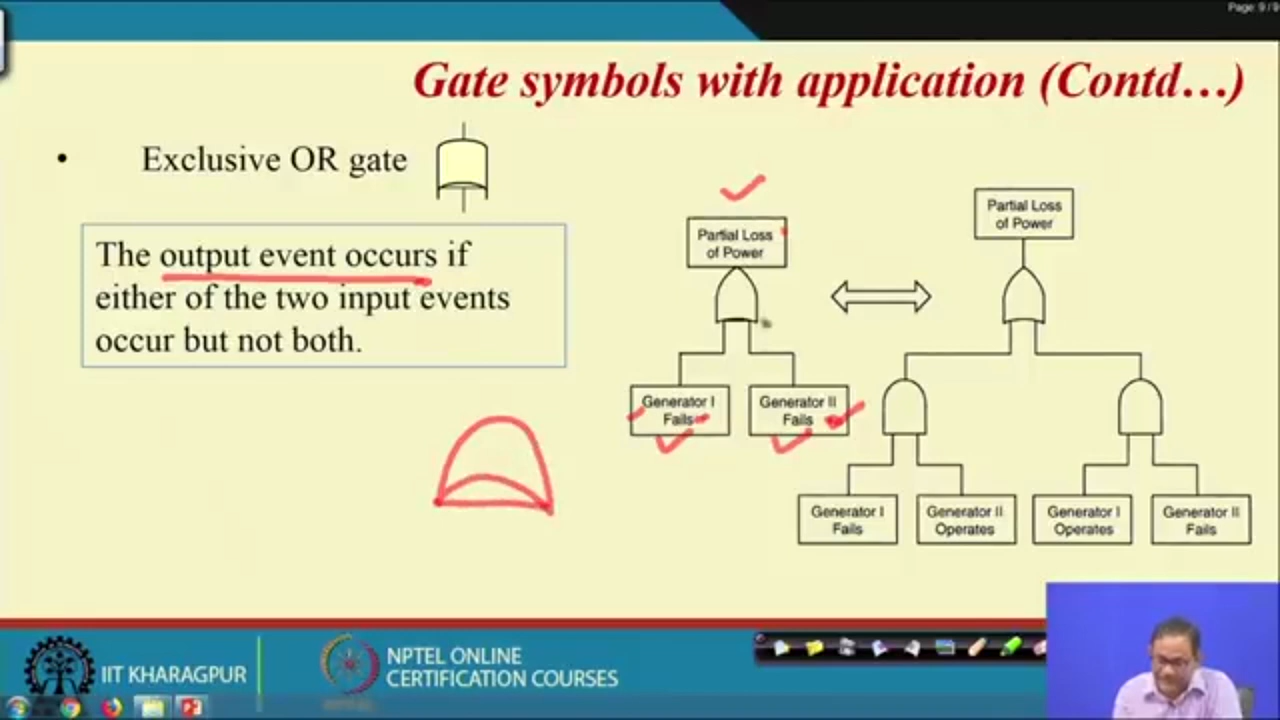 Page: 9 / 9
Gate symbols with application (Contd…)
• Exclusive OR gate
The output event occurs if
either of the two input events
occur but not both.
Partial Loss
of Power
Generator I
Fails
Generator II
Fails
Partial Loss
of Power
Generator I
Fails
Generator II
Operates
Generator I
Operates
Generator II
Fails
IIT KHARAGPUR
NPTEL ONLINE
CERTIFICATION COURSES